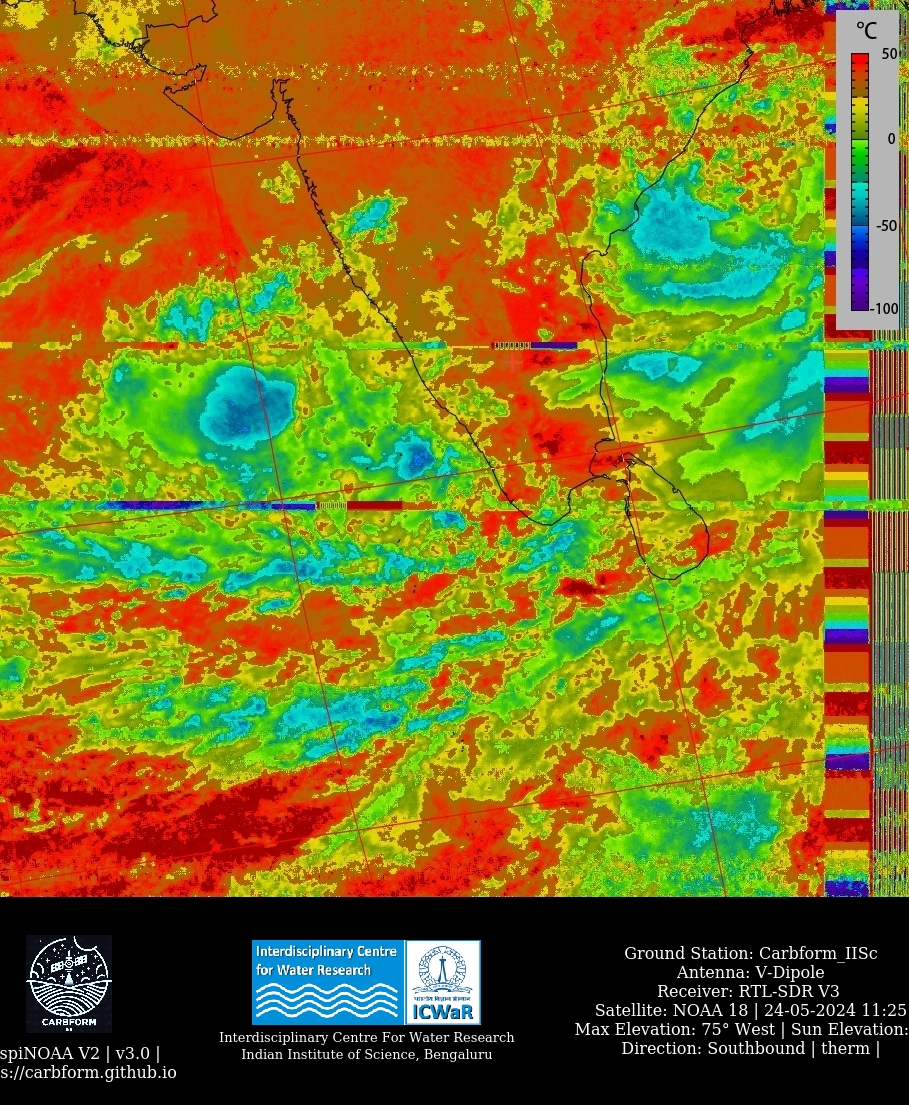 °C
50
0
-50
-100
CARBFORM
Interdisciplinary Centre
for Water Research
भारतीय विज्ञान संस्थान
ICWaR
Interdisciplinary Centre For Water Research
Indian Institute of Science, Bengaluru
spiNOAA V2 | v3.0 |
s://carbform.github.io
Ground Station: Carbform_IISc
Antenna: V-Dipole
Receiver: RTL-SDR V3
Satellite: NOAA 18 | 24-05-2024 11:25
Max Elevation: 75° West | Sun Elevation:
Direction: Southbound | therm |